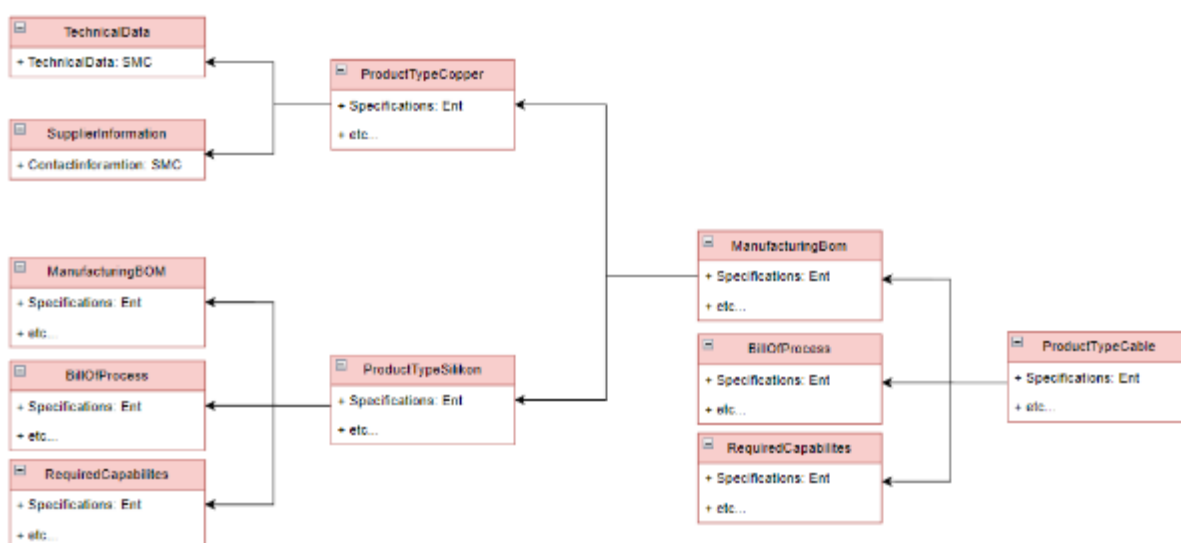 TechnicalData
+ TechnicalData: SMC
SupplierInformation
+ Contactinforamtion: SMC
ManufacturingBOM
+ Specifications: Ent
+ etc...
BillOfProcess
+ Specifications: Ent
+ etc...
RequiredCapabilites
+ Specifications: Ent
+ etc...
ProductTypeCopper
+ Specifications: Ent
+ etc...
ProductTypeSilikon
+ Specifications: Ent
+ etc...
ManufacturingBom
+ Specifications: Ent
+ etc...
BillOfProcess
+ Specifications: Ent
+ etc...
RequiredCapabilites
+ Specifications: Ent
+ etc...
ProductTypeCable
+ Specifications: Ent
+ etc...